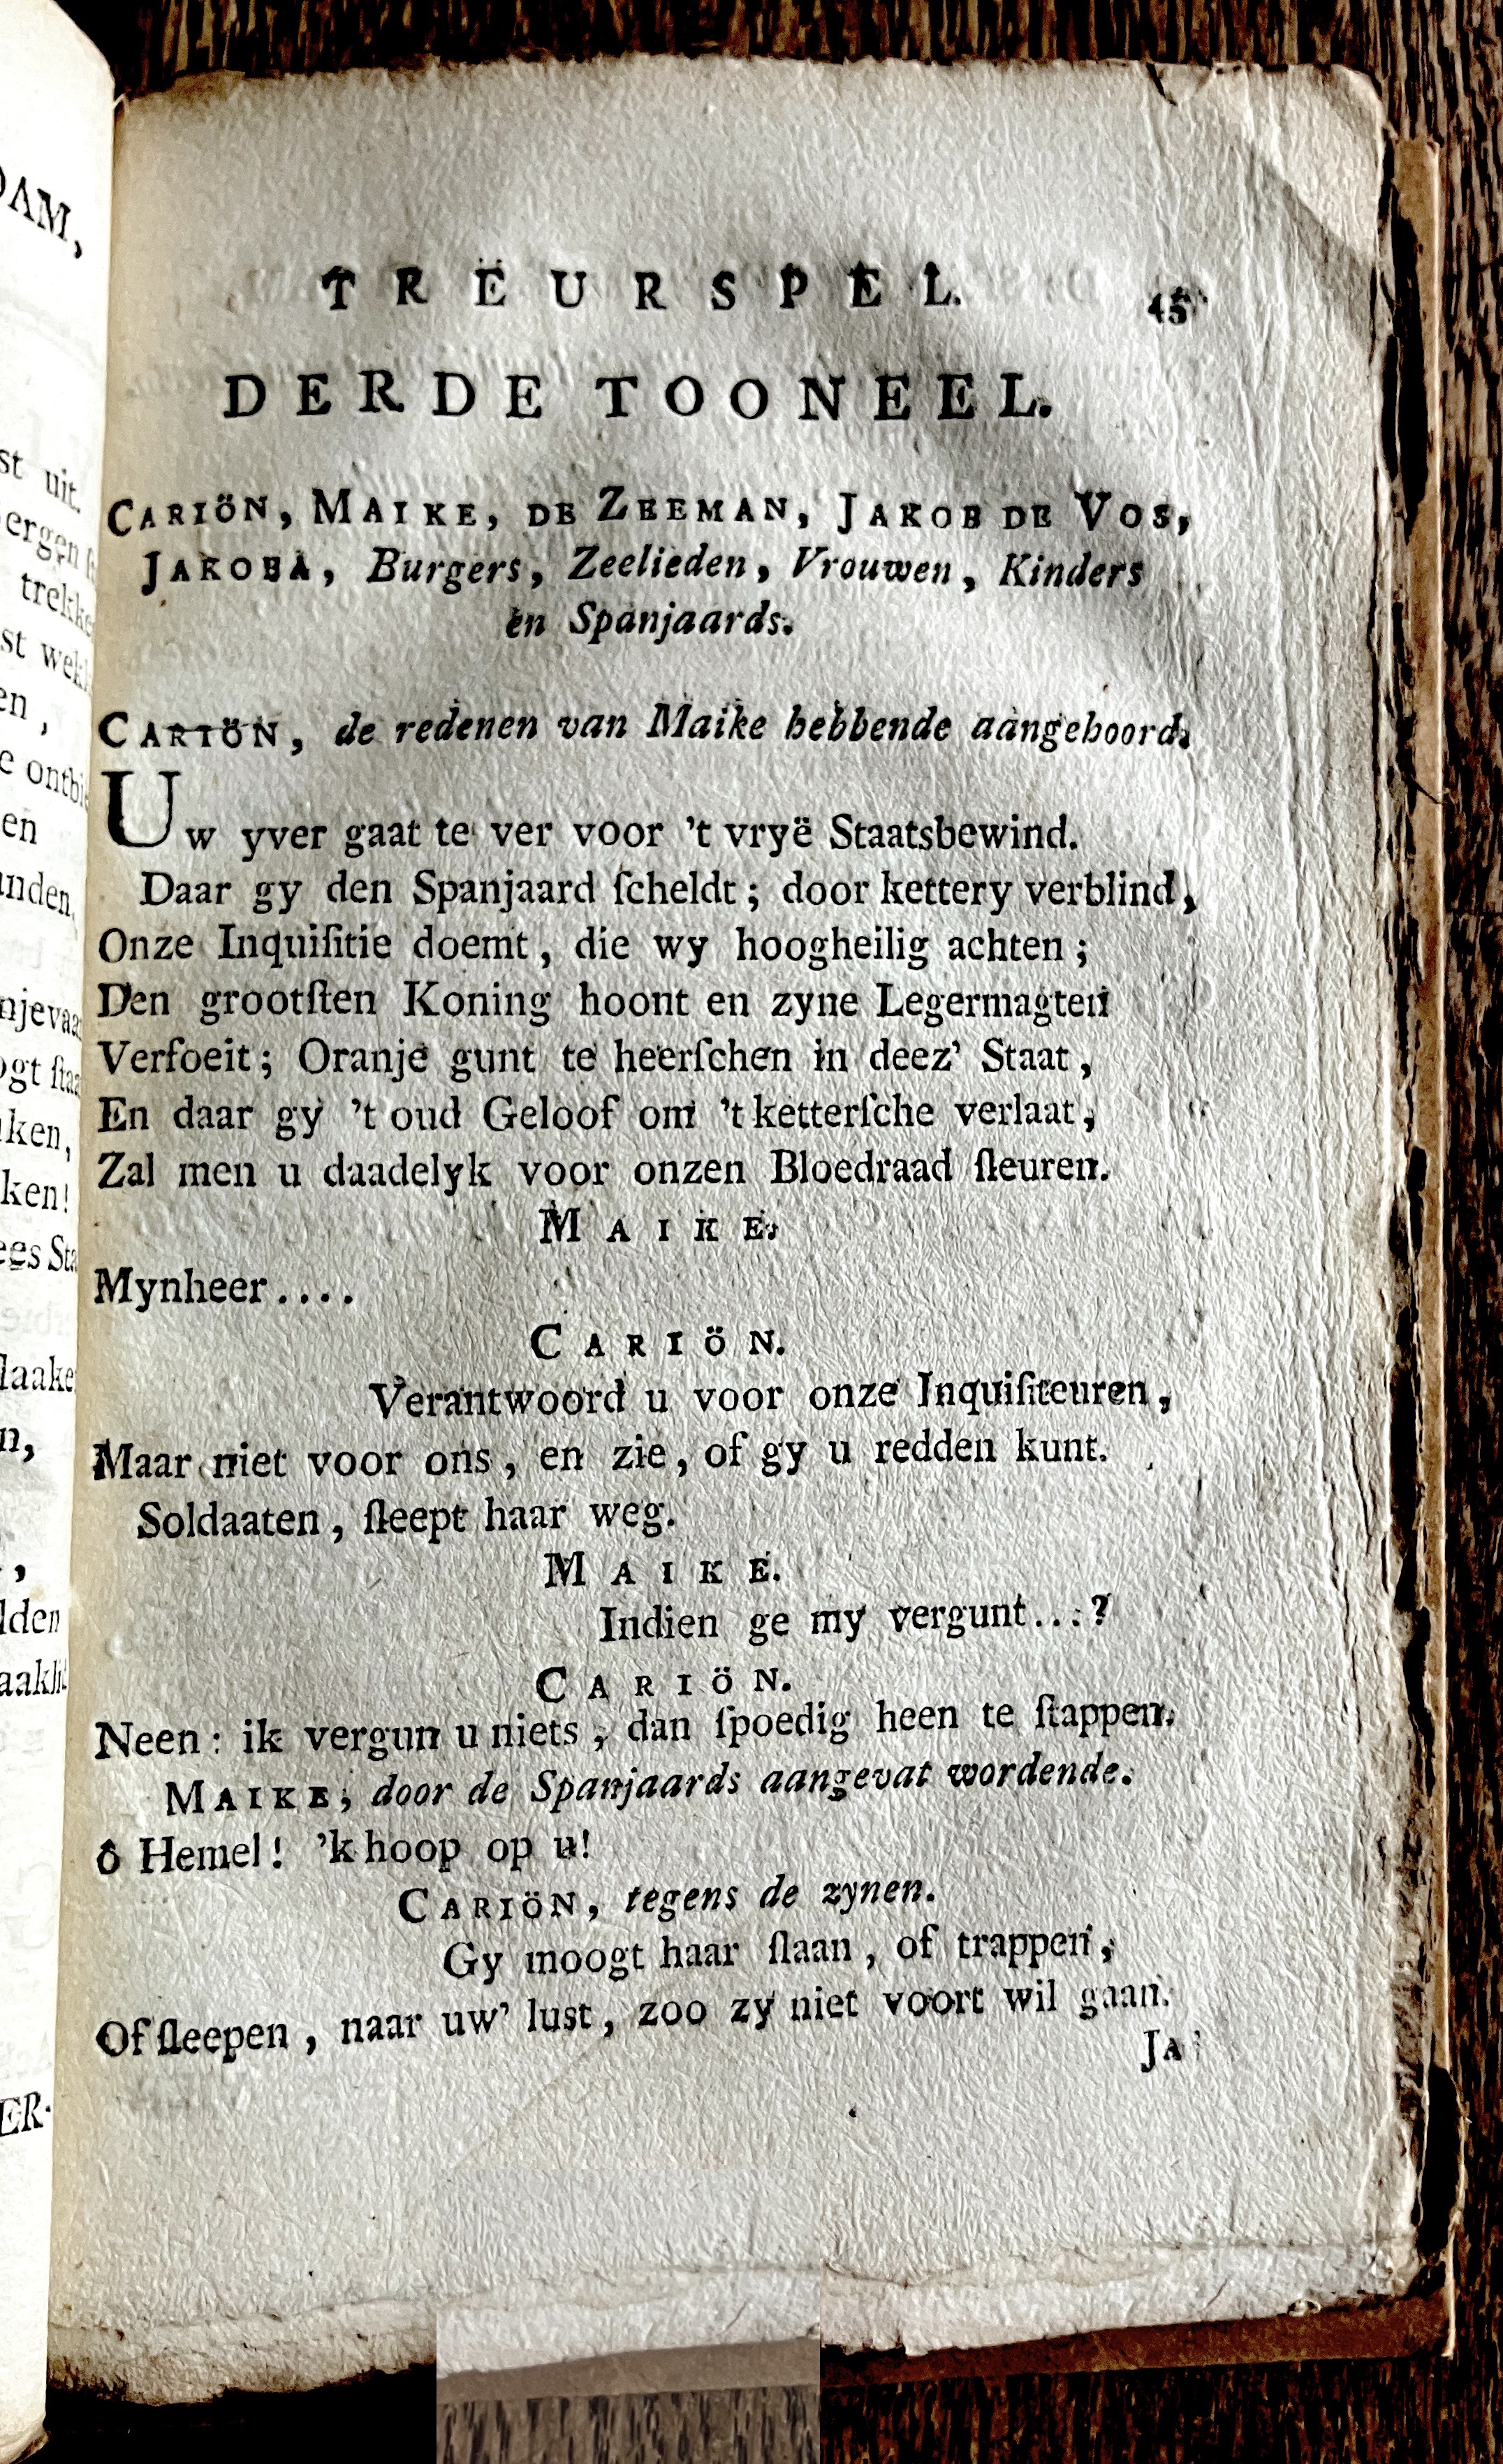 TREURSPEL. 45
DERDE TOONEEL.
CARIÖN, MAIKE, DE ZEEMAN, JAKOB DE VOS,
JAKOBA, Burgers, Zeelieden, Vrouwen, Kinders
en Spanjaards.
CARIÖN, de redenen van Maike hebbende aangehoord.
Uw yver gaat te ver voor 't vryë Staatsbewind.
Daar gy den Spanjaard ſcheldt; door kettery verblind,
Onze Inquiſitie doemt, die wy hoogheilig achten;
Den grootſten Koning hoont en zyne Legermagten
Verfoeit; Oranje gunt te heerſchen in deez' Staat,
En daar gy 't oud Geloof om 't ketterſche verlaat,
Zal men u daadelyk voor onzen Bloedraad ſleuren.
MAIKE.
Mynheer....
CARIÖN.
Verantwoord u voor onze Inquiſiteuren,
Maar niet voor ons, en zie, of gy u redden kunt.
Soldaaten, ſleept haar weg.
MAIKE.
Indien ge my vergunt...?
CARIÖN.
Neen: ik vergun u niets, dan ſpoedig heen te ſtappen.
MAIKE, door de Spanjaards aangevat wordende.
ô Hemel! 'k hoop op u!
CARIÖN, tegens de zynen.
Gy moogt haar ſlaan, of trappen,
Of ſleepen, naar uw' lust, zoo zy niet voort wil gaan.
JA